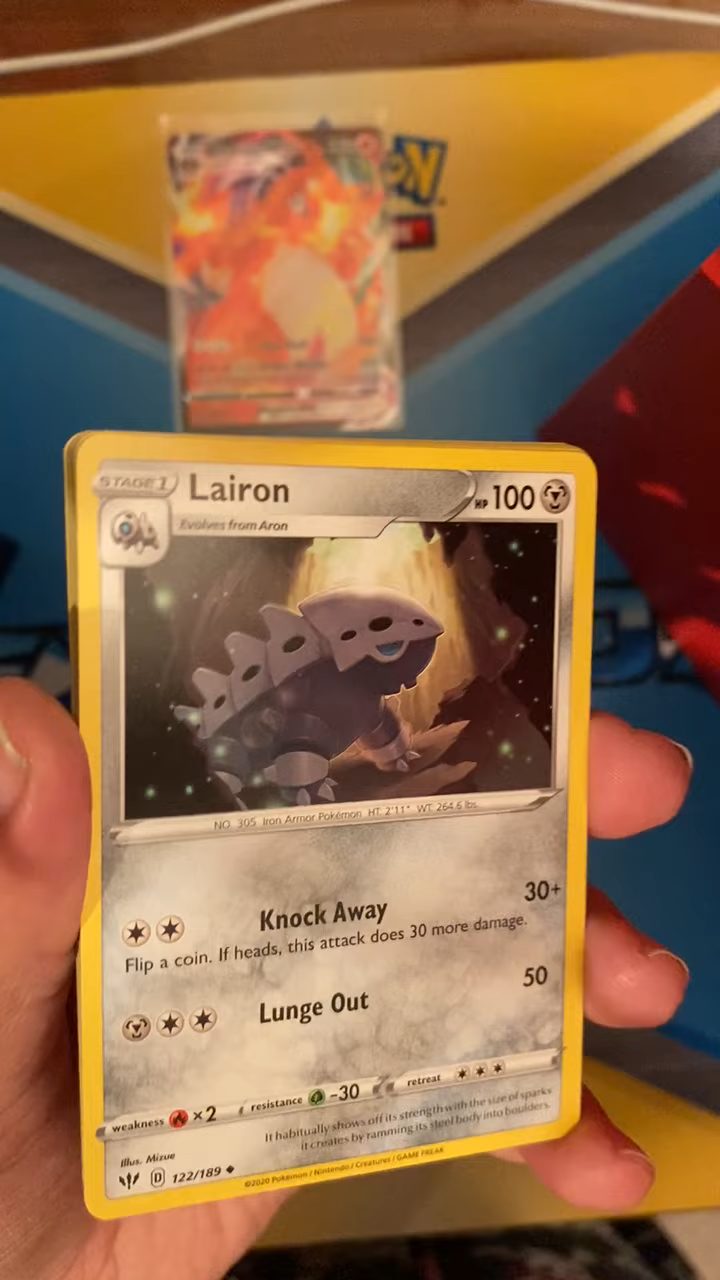 ON
STAGE 1 Lairon HP 100
Evolves from Aron
NO. 305 Iron Armor Pokémon HT: 2'11" WT: 264.6 lbs.
Knock Away 30+
Flip a coin. If heads, this attack does 30 more damage.
Lunge Out 50
weakness ×2 resistance -30 retreat
It habitually shows off its strength with the size of sparks
it creates by ramming its steel body into boulders.
Illus. Mizue
D 122/189
©2020 Pokémon / Nintendo / Creatures / GAME FREAK